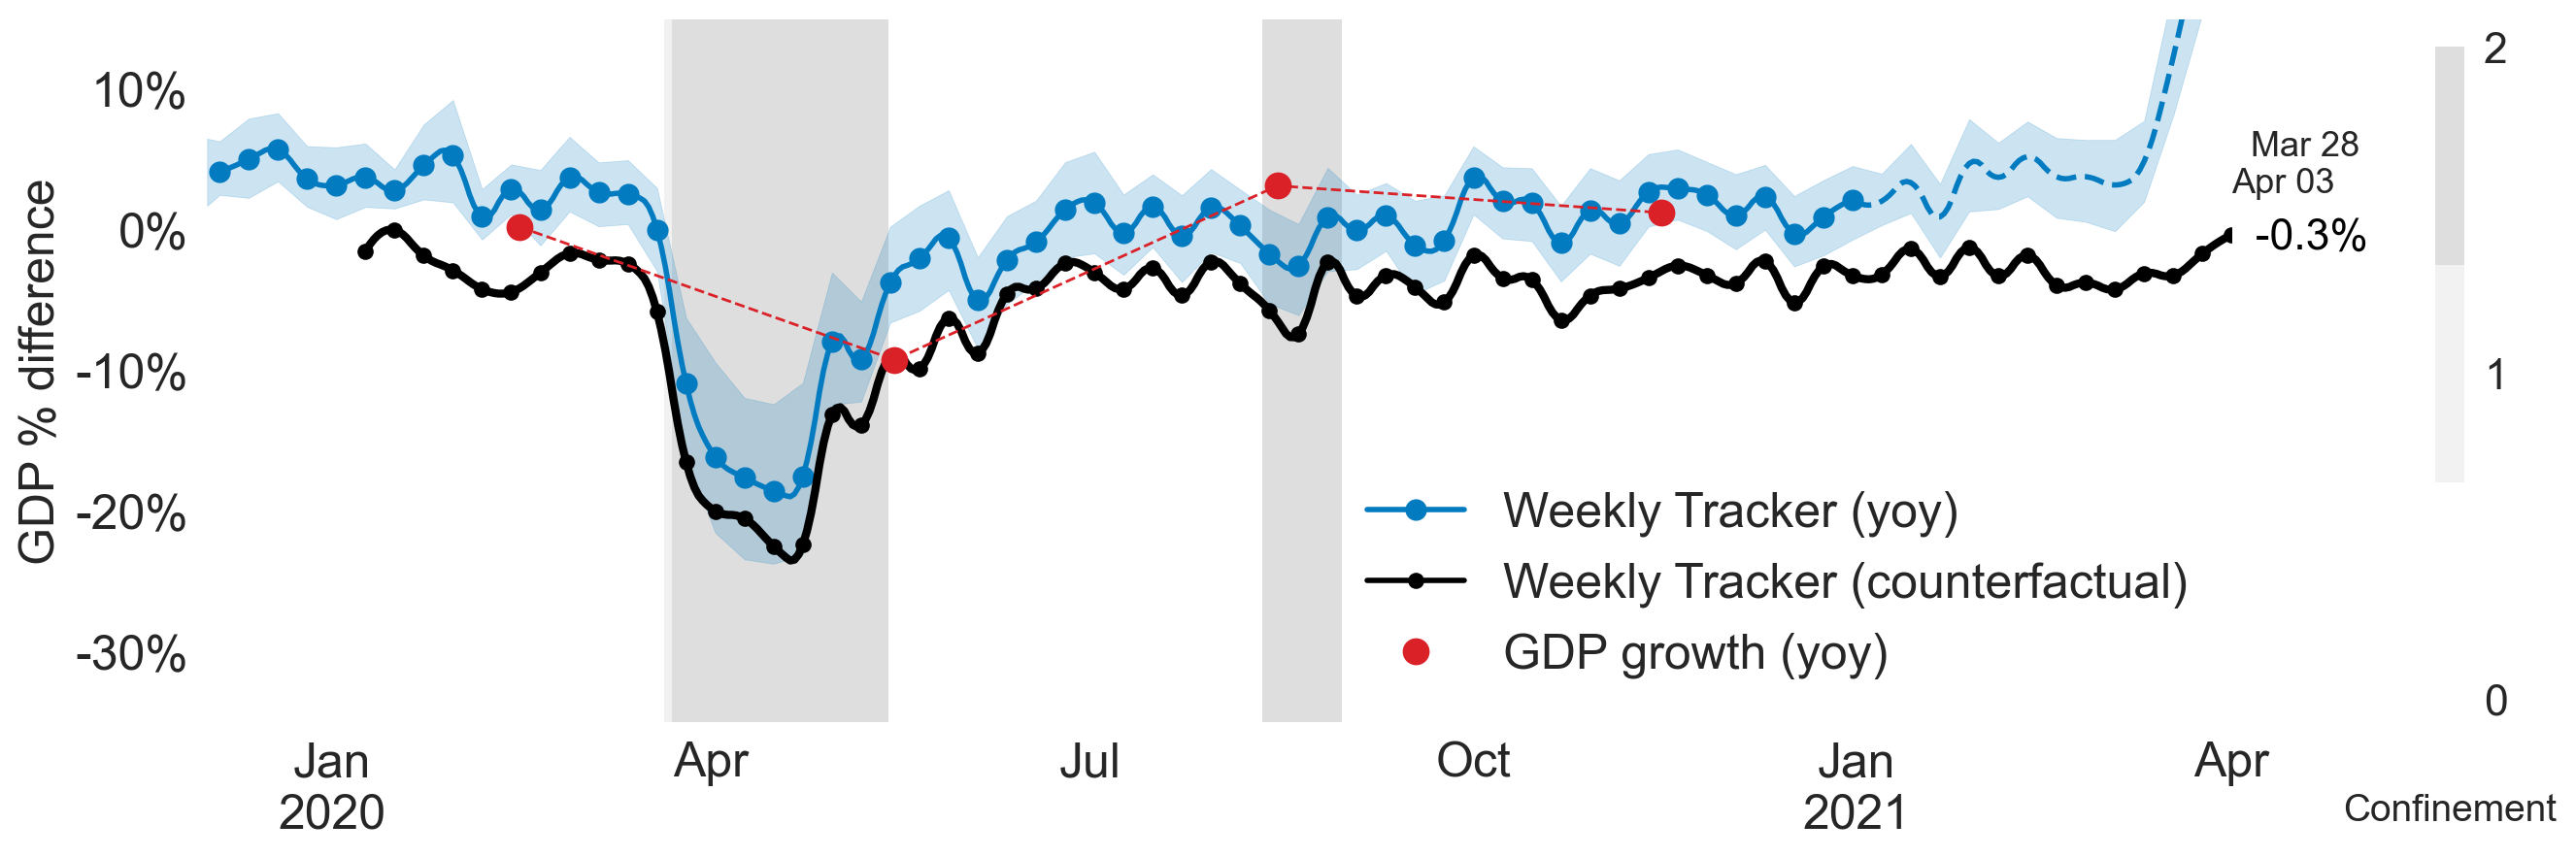 GDP % difference
10%
0%
-10%
-20%
-30%
Jan
2020
Apr
Jul
Oct
Jan
2021
Apr
Mar 28
Apr 03
-0.3%
Weekly Tracker (yoy)
Weekly Tracker (counterfactual)
GDP growth (yoy)
2
1
0
Confinement